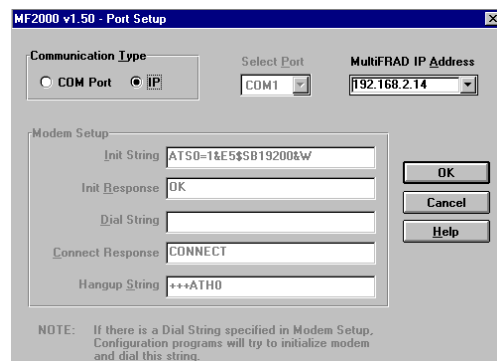 MF2000 v1.50 - Port Setup
Communication Type
COM Port
IP
Select Port
COM1
MultiFRAD IP Address
192.168.2.14
Modem Setup
Init String ATS0=1&E5$SB19200&W
Init Response OK
Dial String
Connect Response CONNECT
Hangup String +++ATH0
OK
Cancel
Help
NOTE: If there is a Dial String specified in Modem Setup,
Configuration programs will try to initialize modem
and dial this string.